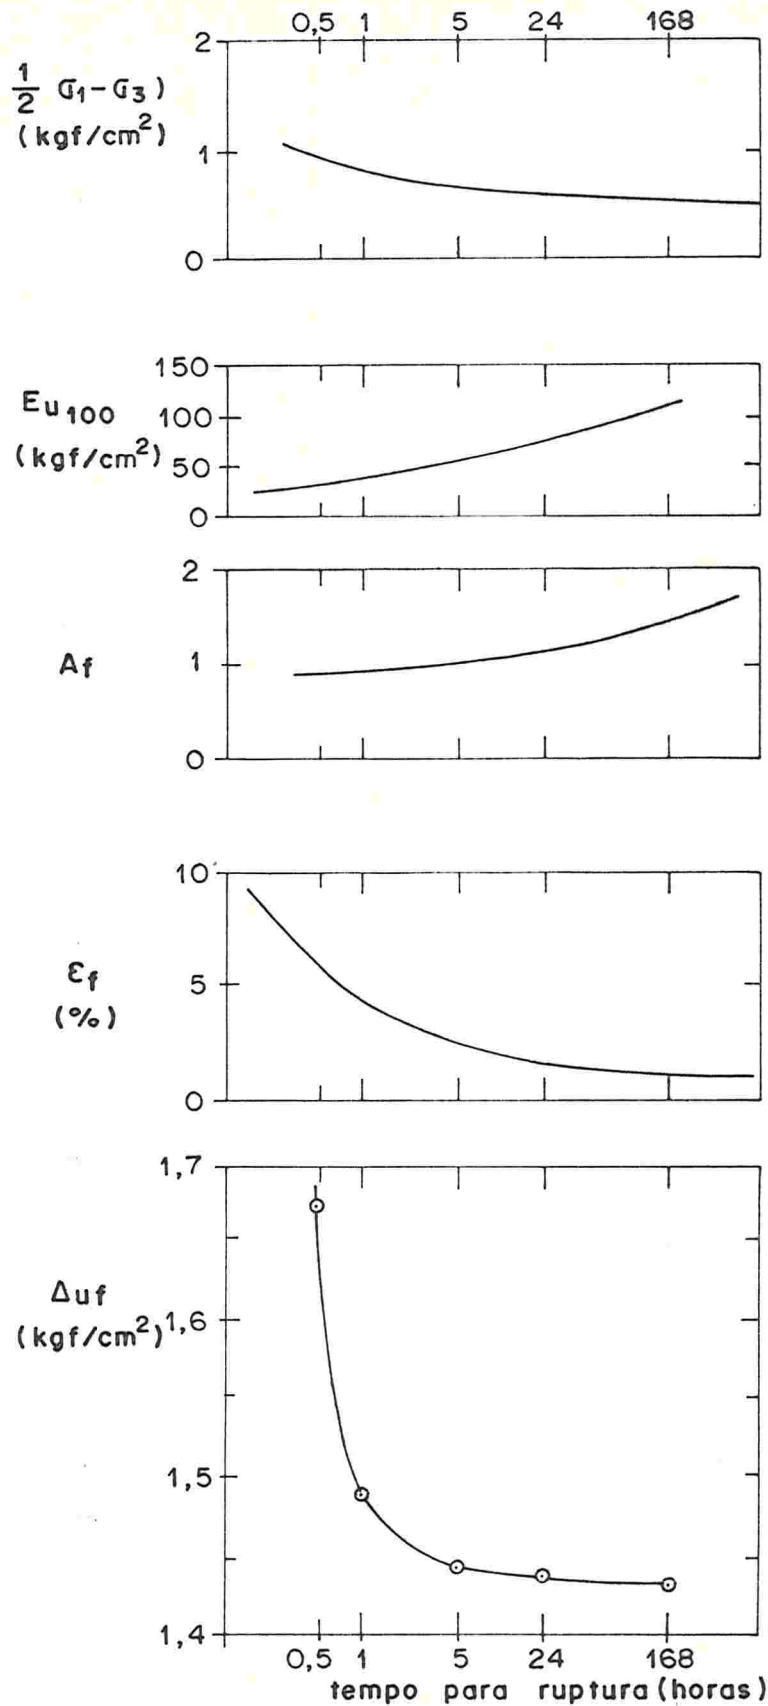 0,5 1 5 24 168
2
1/2 σ1-σ3)
(kgf/cm²)
1
0
150
Eu100 100
(kgf/cm²) 50
0
2
Af 1
0
10
εf 5
(%)
0
1,7
Δuf
(kgf/cm²) 1,6
1,5
1,4
0,5 1 5 24 168
tempo para ruptura (horas)